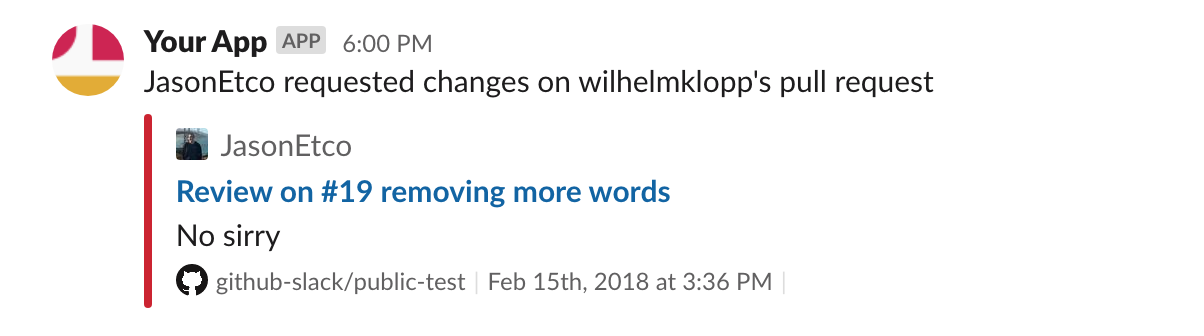 Your App APP 6:00 PM
JasonEtco requested changes on wilhelmklopp's pull request
JasonEtco
Review on #19 removing more words
No sirry
github-slack/public-test | Feb 15th, 2018 at 3:36 PM |